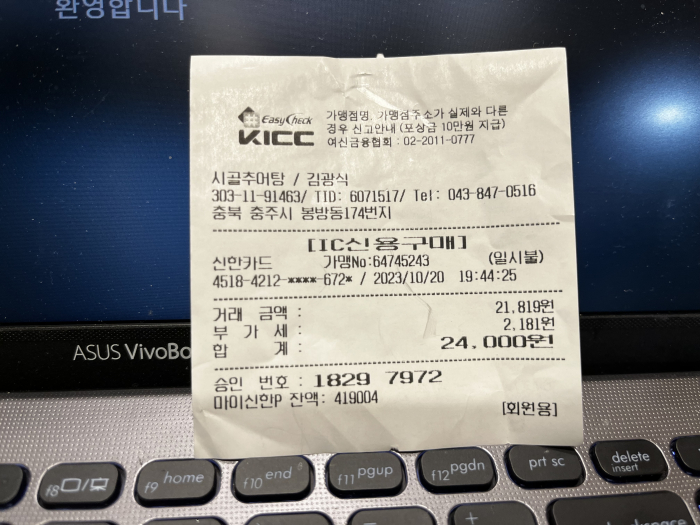 환영합니다
EasyCheck
KICC
가맹점명, 가맹점주소가 실제와 다른
경우 신고안내 (포상금 10만원 지급)
여신금융협회 : 02-2011-0777
시골추어탕 / 김광식
303-11-91463/ TID: 6071517/ Tel: 043-847-0516
충북 충주시 봉방동174번지
[IC신용구매]
신한카드 가맹No:64745243 (일시불)
4518-4212-****-672* / 2023/10/20 19:44:25
거래 금액 : 21,819원
부 가 세 : 2,181원
합 계 : 24,000원
승인 번호 : 1829 7972
마이신한P 잔액: 419004
[회원용]
ASUS VivoBo
f8
f9 home
f10 end
f11 pgup
f12 pgdn
prt sc
delete
insert